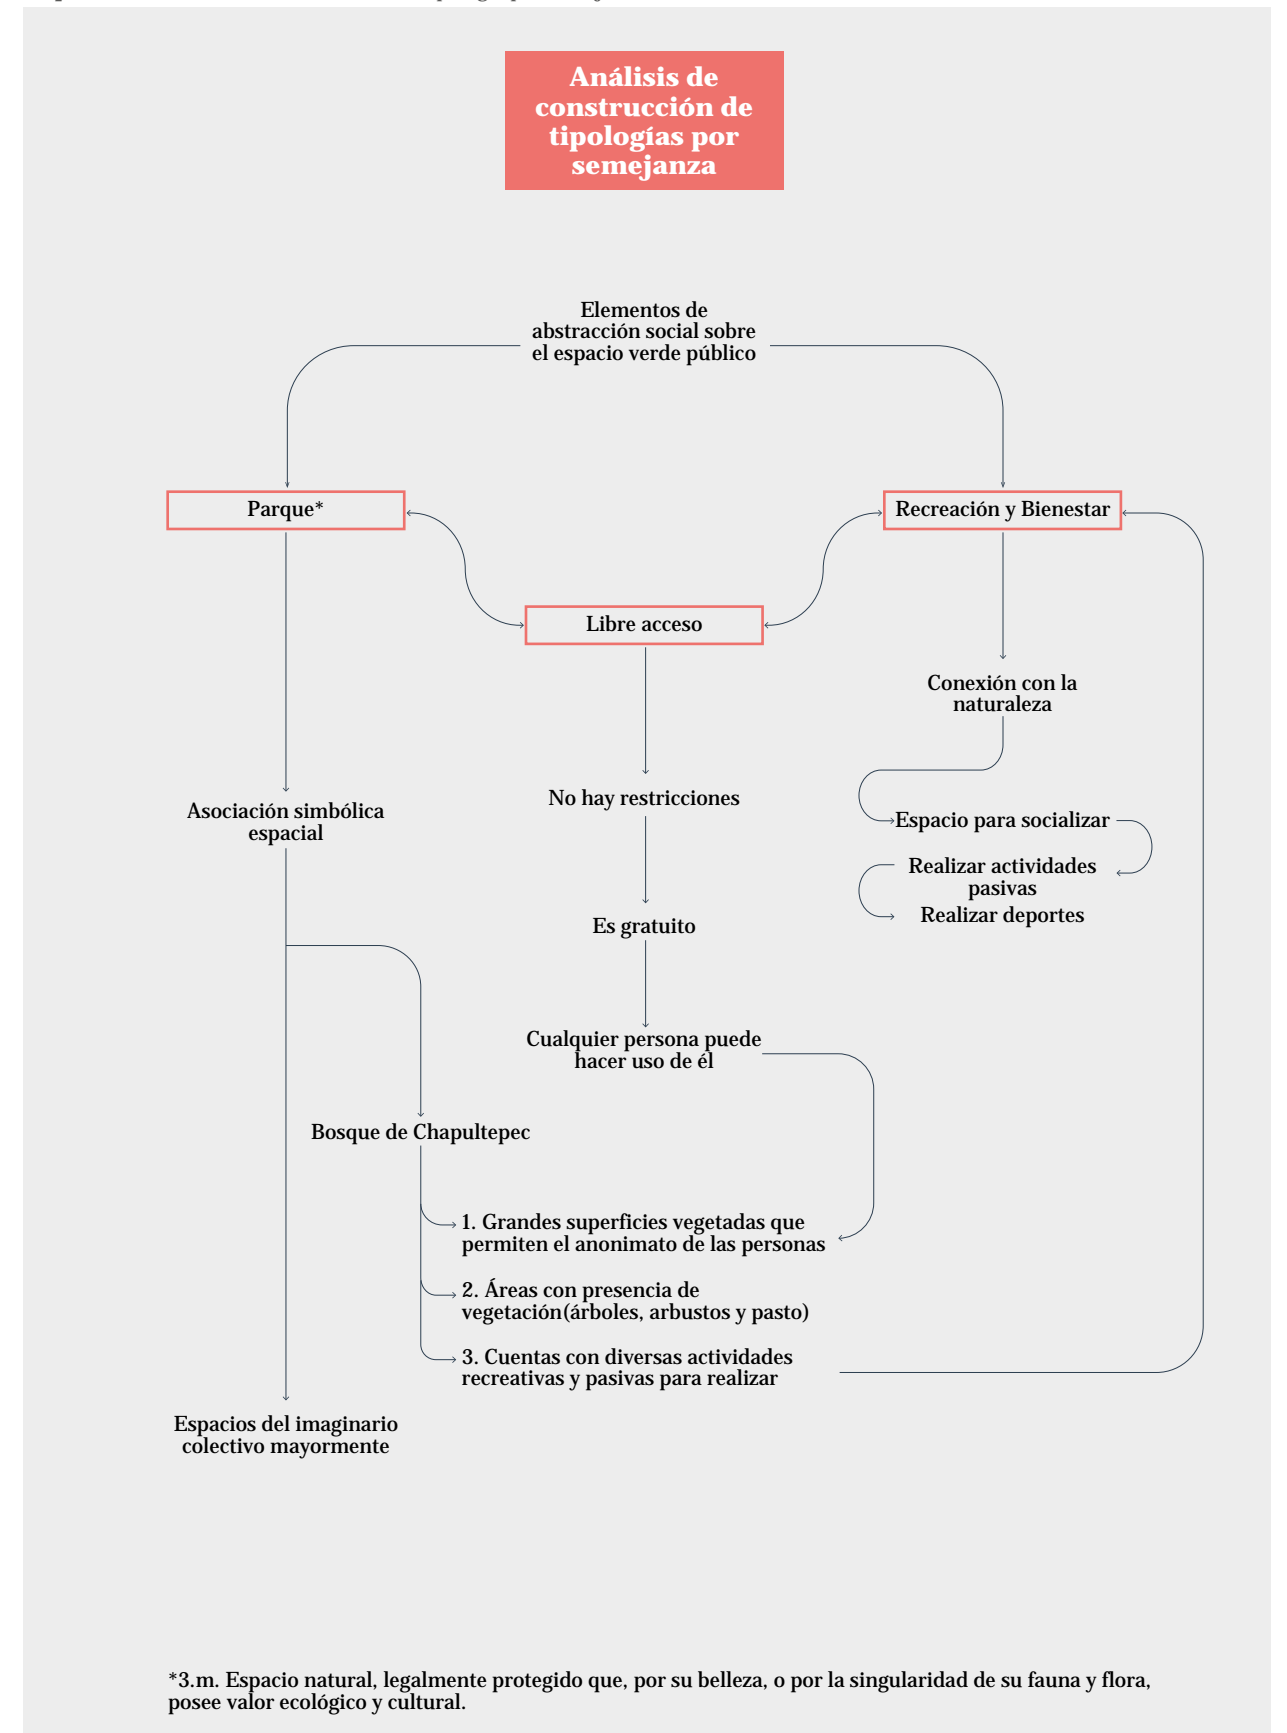 Análisis de
construcción de
tipologías por
semejanza
Elementos de
abstracción social sobre
el espacio verde público
Parque*
Recreación y Bienestar
Libre acceso
Conexión con la
naturaleza
Asociación simbólica
espacial
No hay restricciones
Espacio para socializar
Realizar actividades
pasivas
Realizar deportes
Es gratuito
Cualquier persona puede
hacer uso de él
Bosque de Chapultepec
1. Grandes superficies vegetadas que
permiten el anonimato de las personas
2. Áreas con presencia de
vegetación(árboles, arbustos y pasto)
3. Cuentas con diversas actividades
recreativas y pasivas para realizar
Espacios del imaginario
colectivo mayormente
*3.m. Espacio natural, legalmente protegido que, por su belleza, o por la singularidad de su fauna y flora,
posee valor ecológico y cultural.